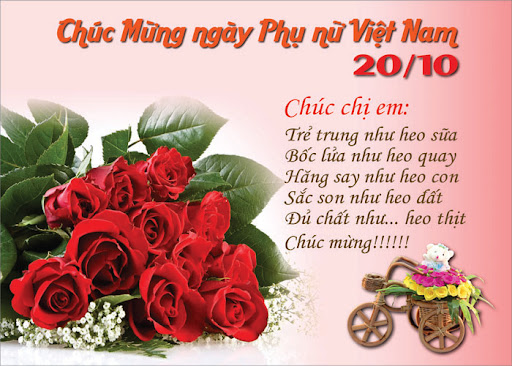 Chúc Mừng ngày Phụ nữ Việt Nam
20/10
Chúc chị em:
Trẻ trung như heo sữa
Bốc lửa như heo quay
Hăng say như heo con
Sắc son như heo đất
Đủ chất như... heo thịt
Chúc mừng!!!!!!